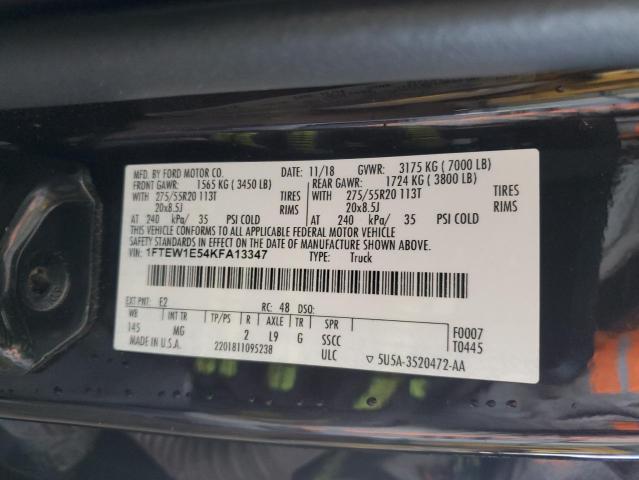 MFD. BY FORD MOTOR CO. DATE: 11/18 GVWR: 3175 KG ( 7000 LB)
FRONT GAWR: 1565 KG ( 3450 LB) REAR GAWR: 1724 KG ( 3800 LB)
WITH 275/55R20 113T TIRES WITH 275/55R20 113T TIRES
20x8.5J RIMS 20x8.5J RIMS
AT 240 kPa/ 35 PSI COLD AT 240 kPa/ 35 PSI COLD
THIS VEHICLE CONFORMS TO ALL APPLICABLE FEDERAL MOTOR VEHICLE
SAFETY STANDARDS IN EFFECT ON THE DATE OF MANUFACTURE SHOWN ABOVE.
VIN: 1FTEW1E54KFA13347 TYPE: Truck
EXT PNT: E2 RC: 48 DSO:
WB INT TR TP/PS R AXLE TR SPR F0007
145 MG 2 L9 G SSCC T0445
ULC
MADE IN U.S.A. 2201811095238 ▽ 5U5A-3520472-AA